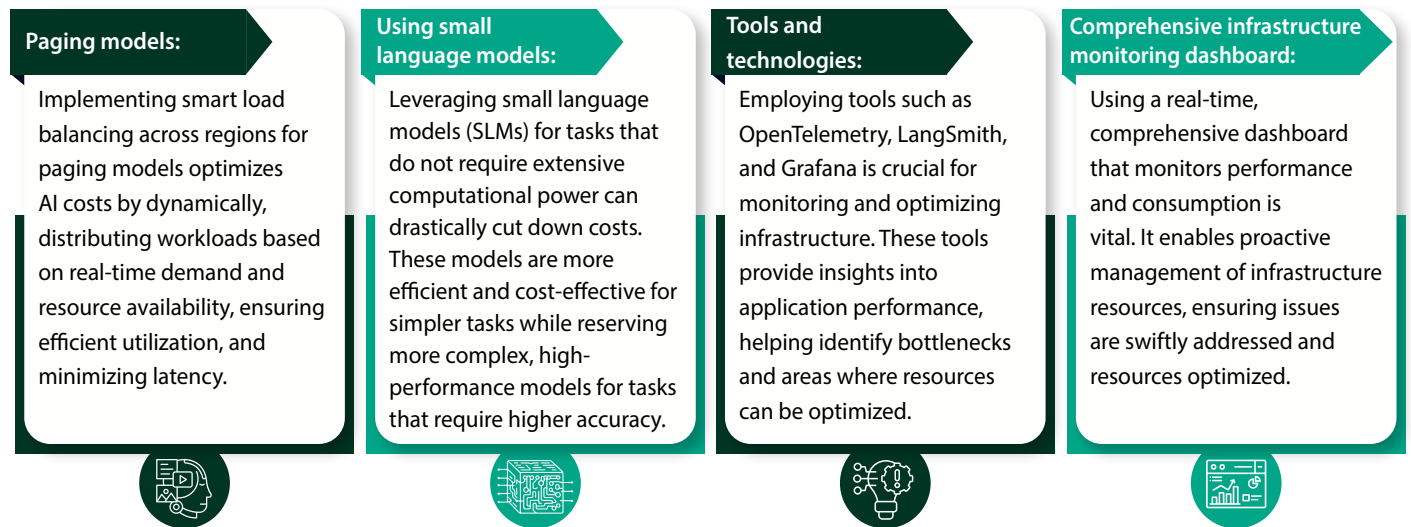 Paging models:
Implementing smart load
balancing across regions for
paging models optimizes
AI costs by dynamically,
distributing workloads based
on real-time demand and
resource availability, ensuring
efficient utilization, and
minimizing latency.
Using small
language models:
Leveraging small language
models (SLMs) for tasks that
do not require extensive
computational power can
drastically cut down costs.
These models are more
efficient and cost-effective for
simpler tasks while reserving
more complex, high-
performance models for tasks
that require higher accuracy.
Tools and
technologies:
Employing tools such as
OpenTelemetry, LangSmith,
and Grafana is crucial for
monitoring and optimizing
infrastructure. These tools
provide insights into
application performance,
helping identify bottlenecks
and areas where resources
can be optimized.
Comprehensive infrastructure
monitoring dashboard:
Using a real-time,
comprehensive dashboard
that monitors performance
and consumption is
vital. It enables proactive
management of infrastructure
resources, ensuring issues
are swiftly addressed and
resources optimized.